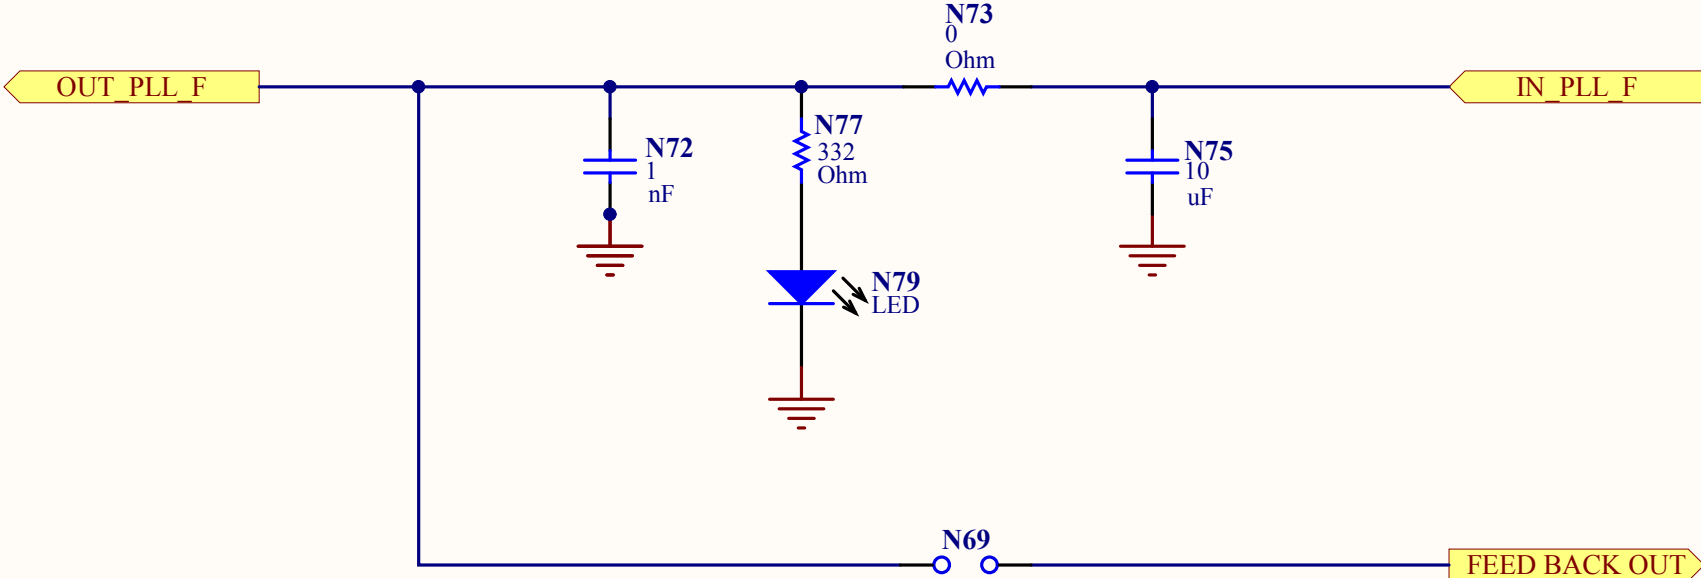 N73
0
Ohm
OUT_PLL_F
IN_PLL_F
N77
332
Ohm
N72
1
nF
N75
10
uF
N79
LED
N69
FEED BACK OUT